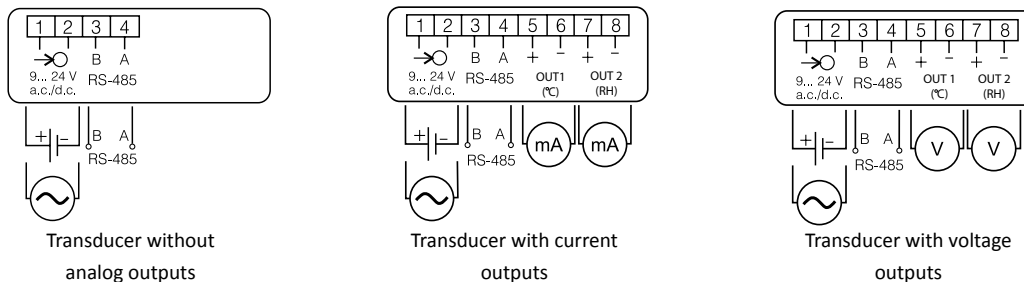 1 2 3 4
B A
9... 24 V RS-485
a.c./d.c.
+ - B A
RS-485
Transducer without
analog outputs
1 2 3 4 5 6 7 8
B A + - + -
9... 24 V RS-485 OUT1 OUT 2
a.c./d.c. (℃) (RH)
+ - B A mA mA
RS-485
Transducer with current
outputs
1 2 3 4 5 6 7 8
B A + - + -
9... 24 V RS-485 OUT 1 OUT 2
a.c./d.c. (℃) (RH)
+ - B A V V
RS-485
Transducer with voltage
outputs